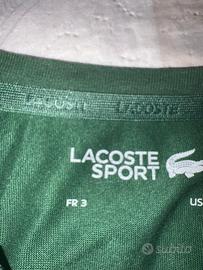 LACOSTE LACOSTE
LACOSTE
SPORT
FR 3 US
subito